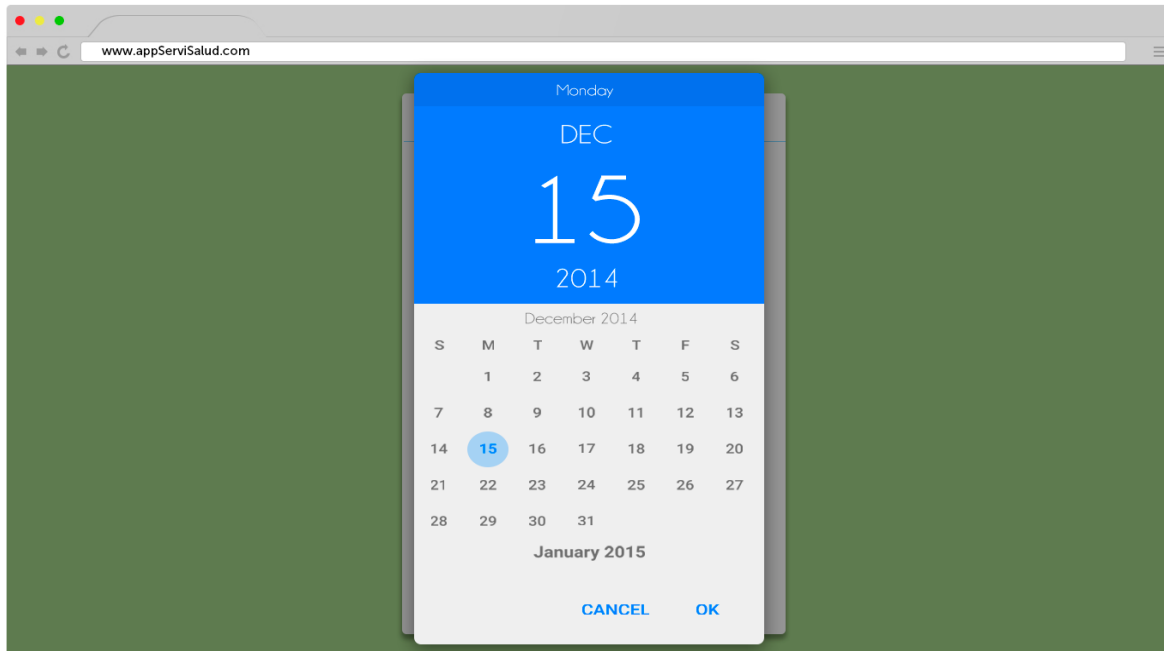 www.appServiSalud.com
Monday
DEC
15
2014
December 2014
S M T W T F S
1 2 3 4 5 6
7 8 9 10 11 12 13
14 15 16 17 18 19 20
21 22 23 24 25 26 27
28 29 30 31
January 2015
CANCEL OK